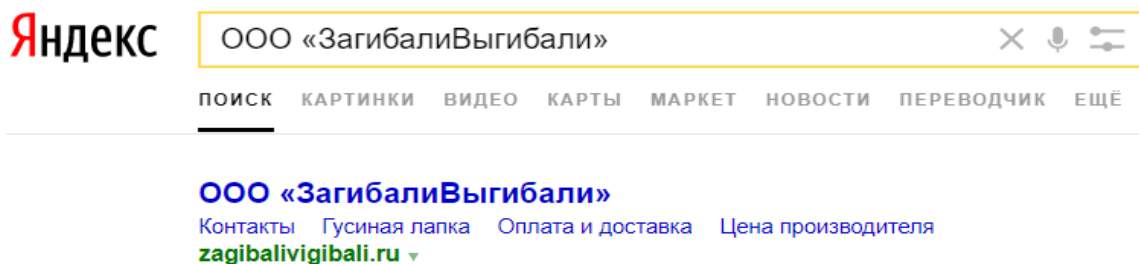 Яндекс ООО «ЗагибалиВыгибали»
ПОИСК КАРТИНКИ ВИДЕО КАРТЫ МАРКЕТ НОВОСТИ ПЕРЕВОДЧИК ЕЩЁ
ООО «ЗагибалиВыгибали»
Контакты Гусиная лапка Оплата и доставка Цена производителя
zagibalivigibali.ru